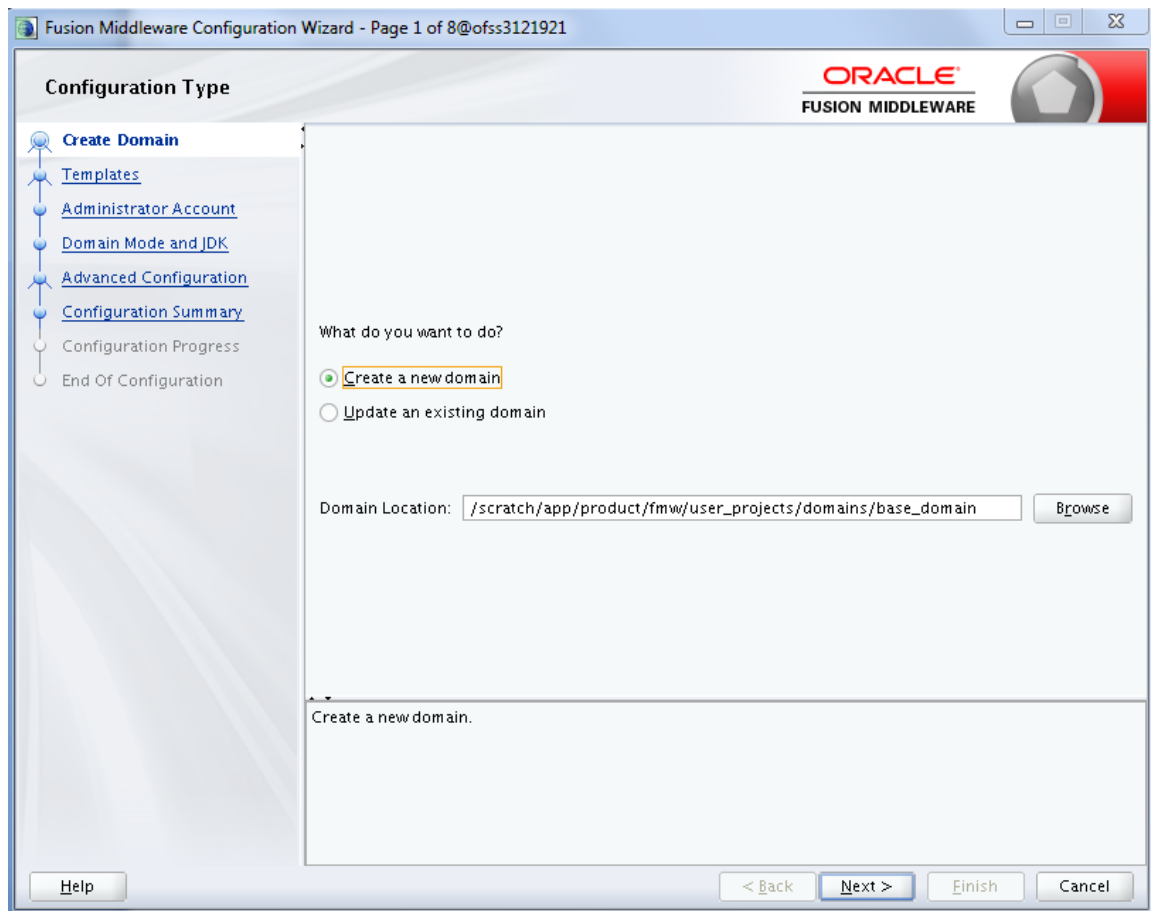 Fusion Middleware Configuration Wizard - Page 1 of 8@ofss3121921
Configuration Type
ORACLE
FUSION MIDDLEWARE
Create Domain
Templates
Administrator Account
Domain Mode and JDK
Advanced Configuration
Configuration Summary
Configuration Progress
End Of Configuration
What do you want to do?
Create a new domain
Update an existing domain
Domain Location: /scratch/app/product/fmw/user_projects/domains/base_domain Browse
Create a new domain.
Help < Back Next > Finish Cancel